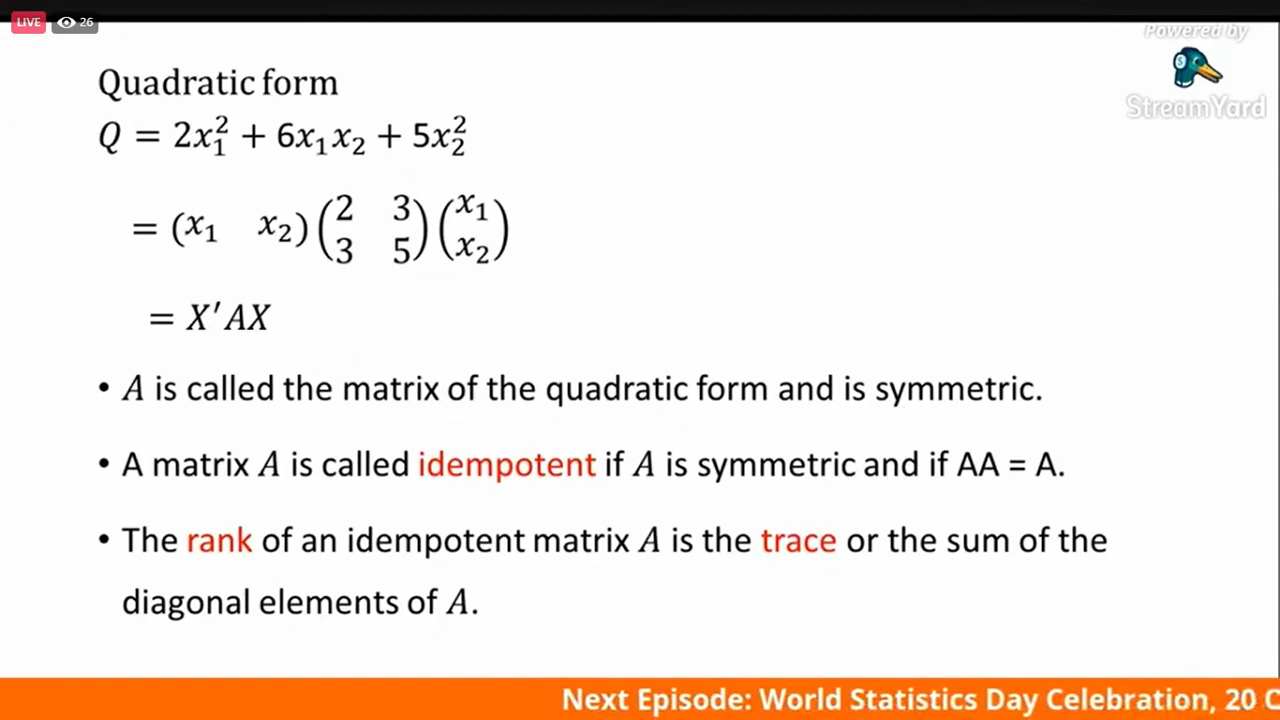 LIVE 26
Powered by
StreamYard
Quadratic form
Q = 2x₁² + 6x₁x₂ + 5x₂²
= (x₁ x₂) (2 3
3 5) (x₁
x₂)
= X′AX
• A is called the matrix of the quadratic form and is symmetric.
• A matrix A is called idempotent if A is symmetric and if AA = A.
• The rank of an idempotent matrix A is the trace or the sum of the
diagonal elements of A.
Next Episode: World Statistics Day Celebration, 20